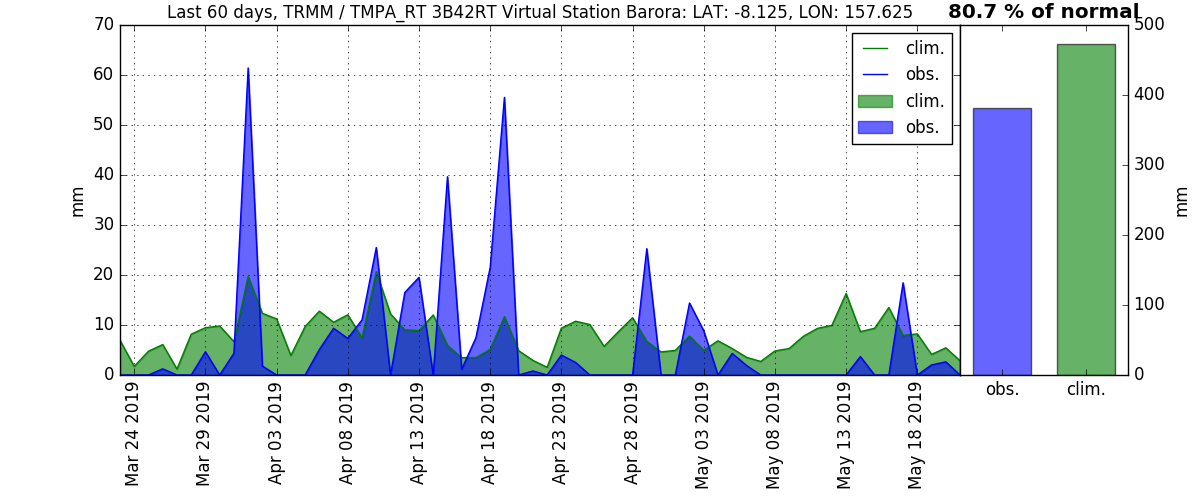 Last 60 days, TRMM / TMPA_RT 3B42RT Virtual Station Barora: LAT: -8.125, LON: 157.625
80.7 % of normal
70
60
50
40
30
20
10
0
mm
clim.
obs.
clim.
obs.
Mar 24 2019
Mar 29 2019
Apr 03 2019
Apr 08 2019
Apr 13 2019
Apr 18 2019
Apr 23 2019
Apr 28 2019
May 03 2019
May 08 2019
May 13 2019
May 18 2019
obs.
clim.
500
400
300
200
100
0
mm